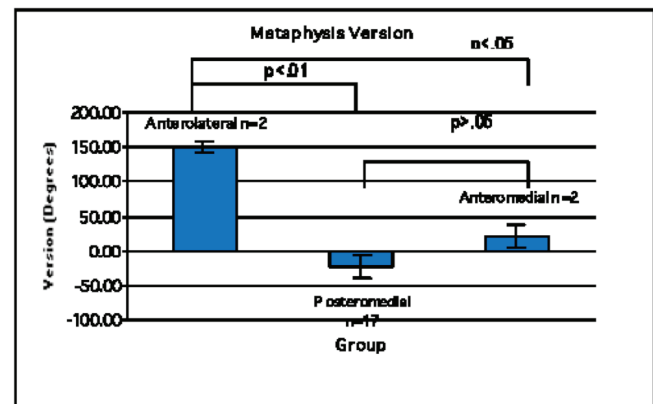 Metaphysis Version
p<.05
p<.01
200.00
Anterolateral n=2
p>.05
150.00
100.00
Anteromedial n=2
50.00
0.00
-50.00
Posteromedial
n=17
-100.00
Version (Degrees)
Group